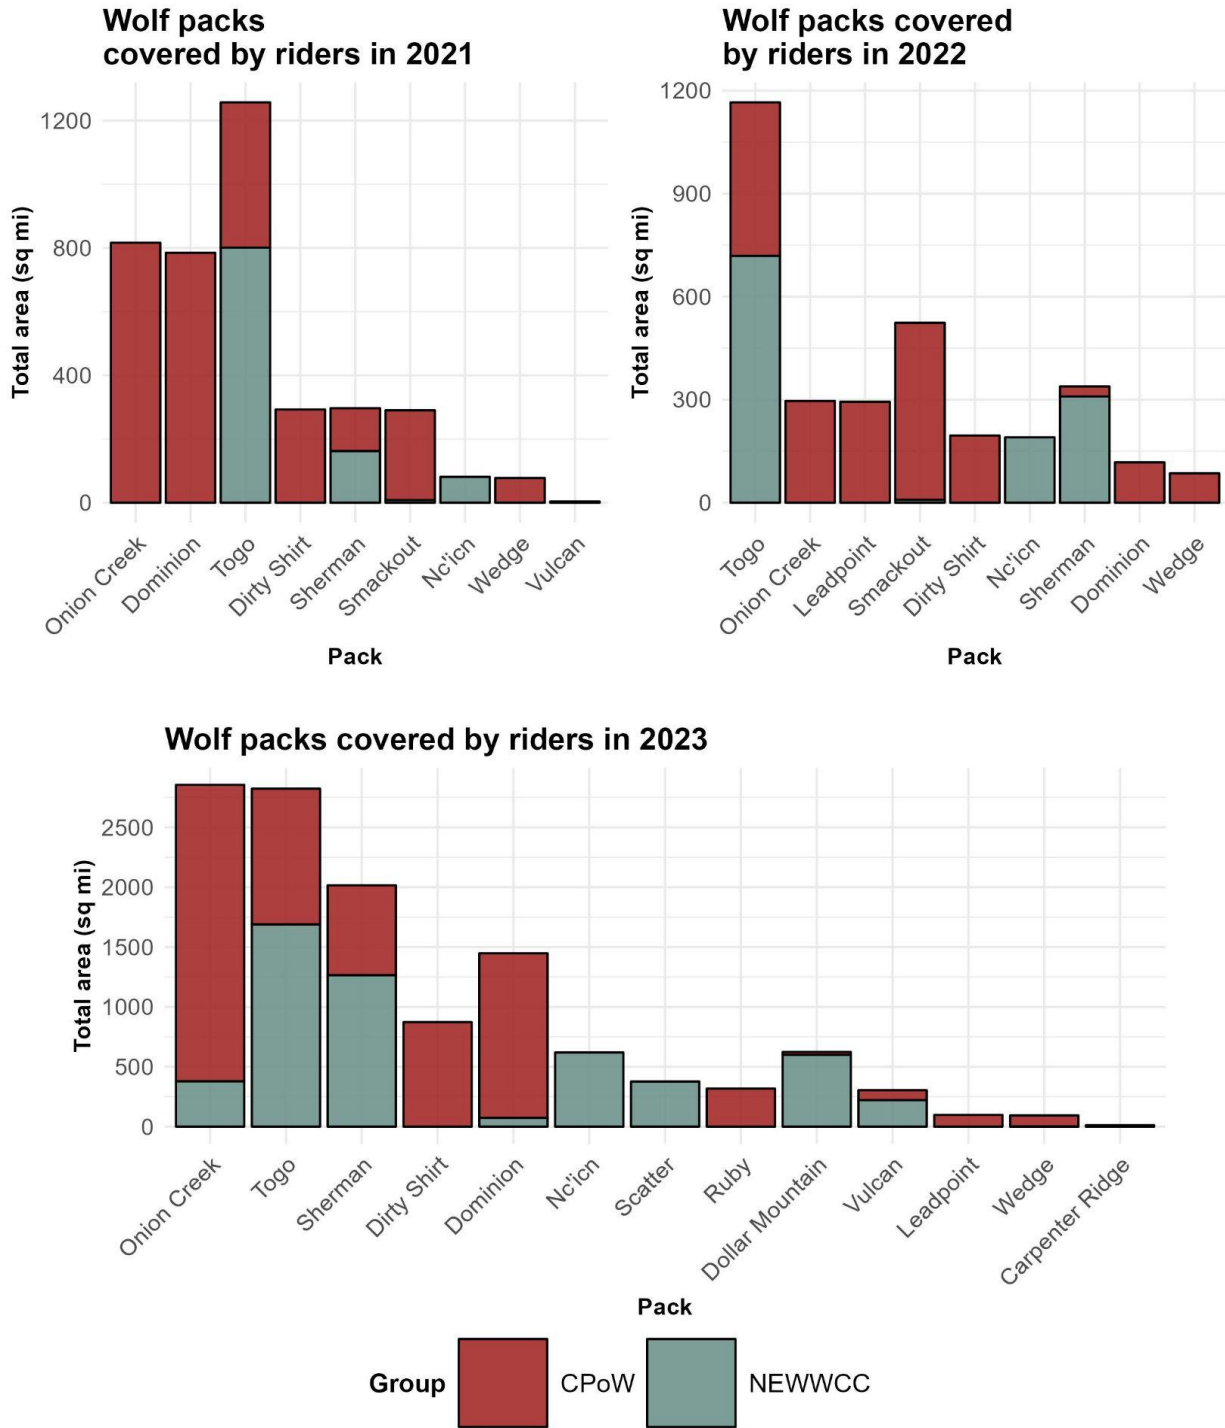 Wolf packs
covered by riders in 2021
Total area (sq mi)
1200
800
400
0
Onion Creek
Dominion
Togo
Dirty Shirt
Sherman
Smackout
Nc'icn
Wedge
Vulcan
Pack
Wolf packs covered
by riders in 2022
Total area (sq mi)
1200
900
600
300
0
Togo
Onion Creek
Leadpoint
Smackout
Dirty Shirt
Nc'icn
Sherman
Dominion
Wedge
Pack
Wolf packs covered by riders in 2023
Total area (sq mi)
2500
2000
1500
1000
500
0
Onion Creek
Togo
Sherman
Dirty Shirt
Dominion
Nc'icn
Scatter
Ruby
Dollar Mountain
Vulcan
Leadpoint
Wedge
Carpenter Ridge
Pack
Group CPoW NEWWCC